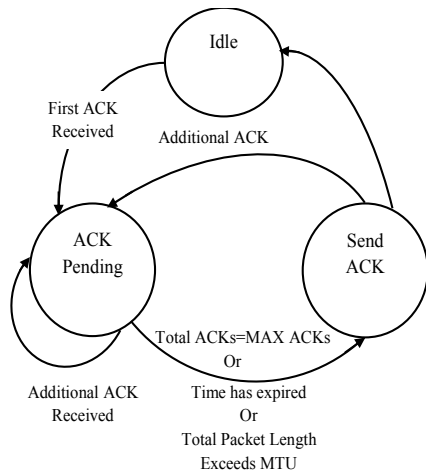 Idle
First ACK
Received
Additional ACK
ACK
Pending
Send
ACK
Total ACKs=MAX ACKs
Or
Time has expired
Or
Total Packet Length
Exceeds MTU
Additional ACK
Received